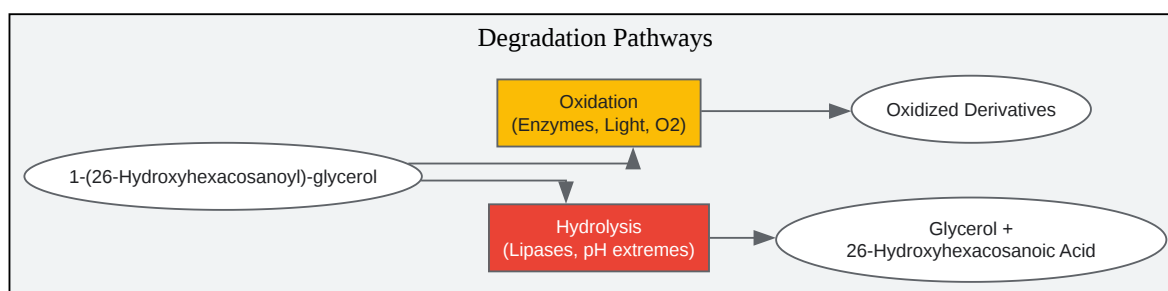 Degradation Pathways
Oxidation
(Enzymes, Light, O2)
Oxidized Derivatives
1-(26-Hydroxyhexacosanoyl)-glycerol
Hydrolysis
(Lipases, pH extremes)
Glycerol +
26-Hydroxyhexacosanoic Acid